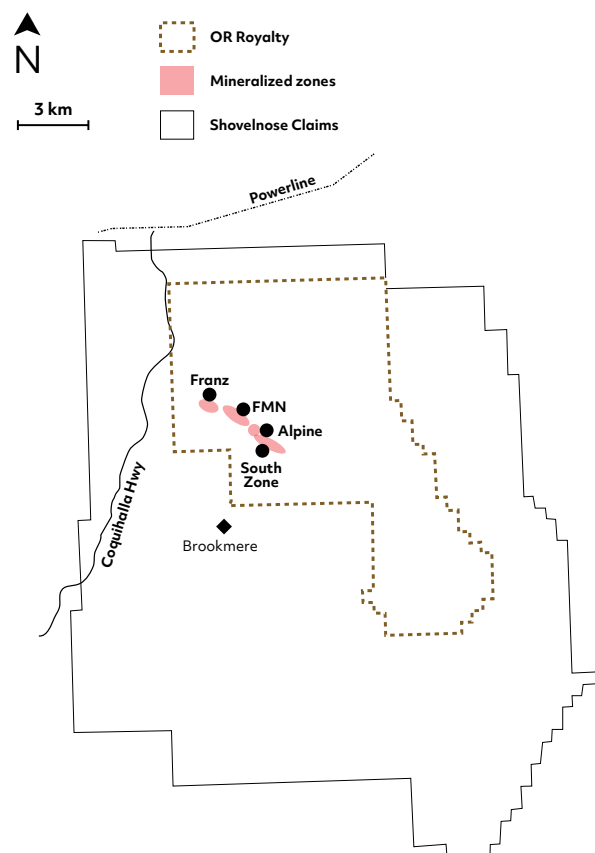 N
3 km
OR Royalty
Mineralized zones
Shovelnose Claims
Powerline
Franz
FMN
Alpine
South
Zone
Coquihalla Hwy
Brookmere